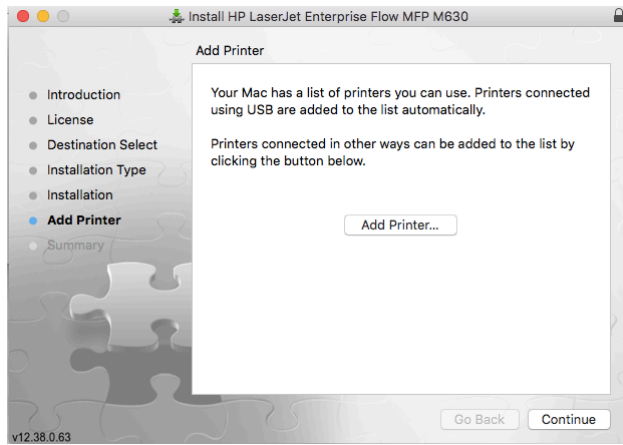 Install HP LaserJet Enterprise Flow MFP M630
Add Printer
Introduction
License
Destination Select
Installation Type
Installation
Add Printer
Summary
Your Mac has a list of printers you can use. Printers connected
using USB are added to the list automatically.
Printers connected in other ways can be added to the list by
clicking the button below.
Add Printer...
Go Back
Continue
v12.38.0.63